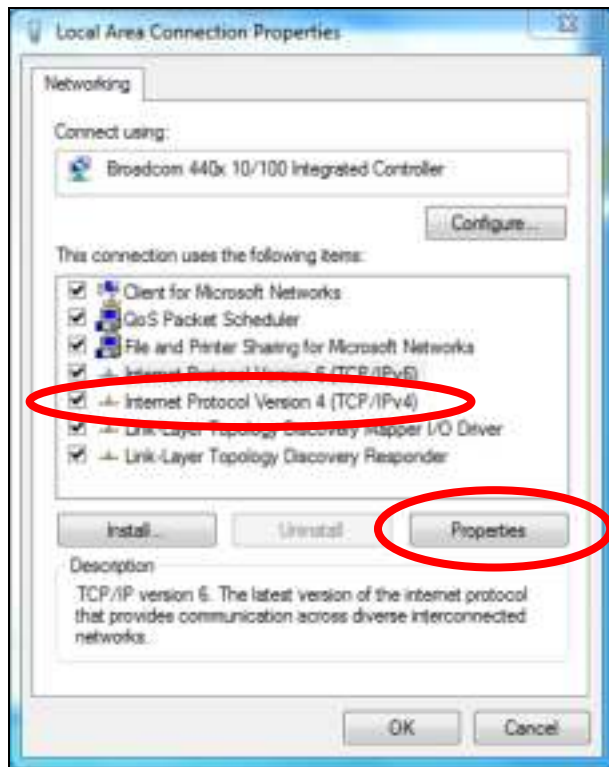 Local Area Connection Properties
Networking
Connect using:
Broadcom 440x 10/100 Integrated Controller
Configure...
This connection uses the following items:
Client for Microsoft Networks
QoS Packet Scheduler
File and Printer Sharing for Microsoft Networks
Internet Protocol Version 6 (TCP/IPv6)
Internet Protocol Version 4 (TCP/IPv4)
Link-Layer Topology Discovery Mapper I/O Driver
Link-Layer Topology Discovery Responder
Install...
Uninstall
Properties
Description
TCP/IP version 6. The latest version of the internet protocol
that provides communication across diverse interconnected
networks.
OK
Cancel